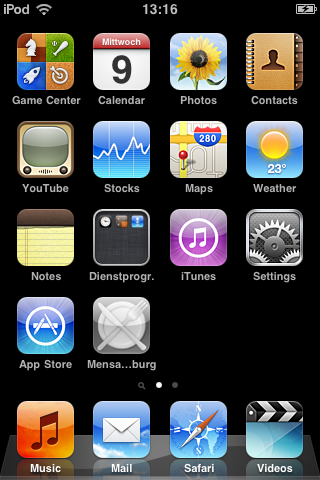 iPod 13:16
Mittwoch
9
Game Center Calendar Photos Contacts
280
23°
YouTube Stocks Maps Weather
Notes Dienstprogr. iTunes Settings
App Store Mensa...burg
Music Mail Safari Videos